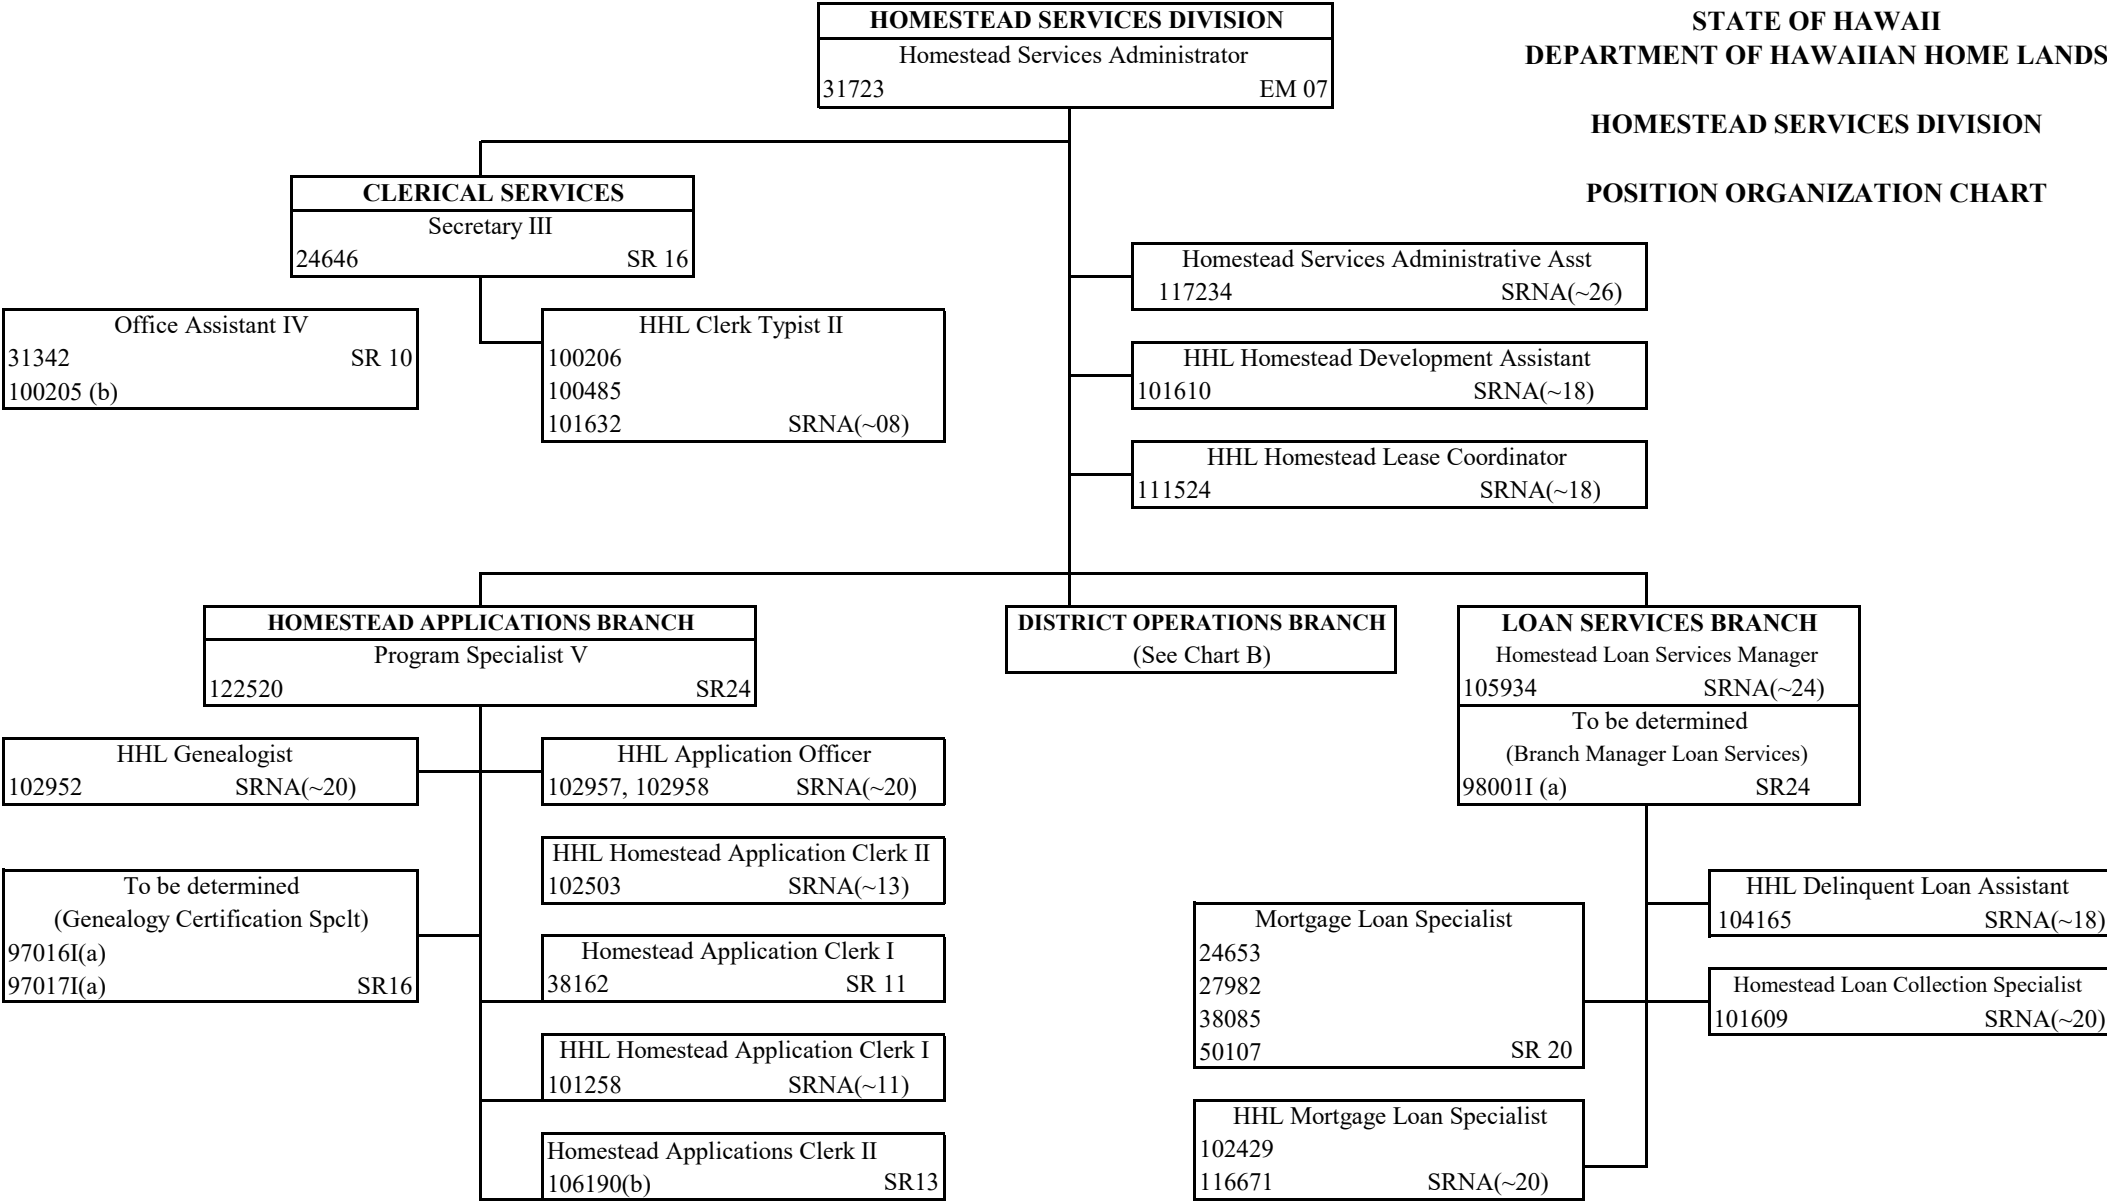 HOMESTEAD SERVICES DIVISION
Homestead Services Administrator
31723 EM 07
STATE OF HAWAII
DEPARTMENT OF HAWAIIAN HOME LANDS
HOMESTEAD SERVICES DIVISION
POSITION ORGANIZATION CHART
CLERICAL SERVICES
Secretary III
24646 SR 16
Office Assistant IV
31342 SR 10
100205 (b)
HHL Clerk Typist II
100206
100485
101632 SRNA(~08)
Homestead Services Administrative Asst
117234 SRNA(~26)
HHL Homestead Development Assistant
101610 SRNA(~18)
HHL Homestead Lease Coordinator
111524 SRNA(~18)
HOMESTEAD APPLICATIONS BRANCH
Program Specialist V
122520 SR24
HHL Genealogist
102952 SRNA(~20)
To be determined
(Genealogy Certification Spclt)
97016I(a)
97017I(a) SR16
HHL Application Officer
102957, 102958 SRNA(~20)
HHL Homestead Application Clerk II
102503 SRNA(~13)
Homestead Application Clerk I
38162 SR 11
HHL Homestead Application Clerk I
101258 SRNA(~11)
Homestead Applications Clerk II
106190(b) SR13
DISTRICT OPERATIONS BRANCH
(See Chart B)
LOAN SERVICES BRANCH
Homestead Loan Services Manager
105934 SRNA(~24)
To be determined
(Branch Manager Loan Services)
98001I (a) SR24
Mortgage Loan Specialist
24653
27982
38085
50107 SR 20
HHL Mortgage Loan Specialist
102429
116671 SRNA(~20)
HHL Delinquent Loan Assistant
104165 SRNA(~18)
Homestead Loan Collection Specialist
101609 SRNA(~20)